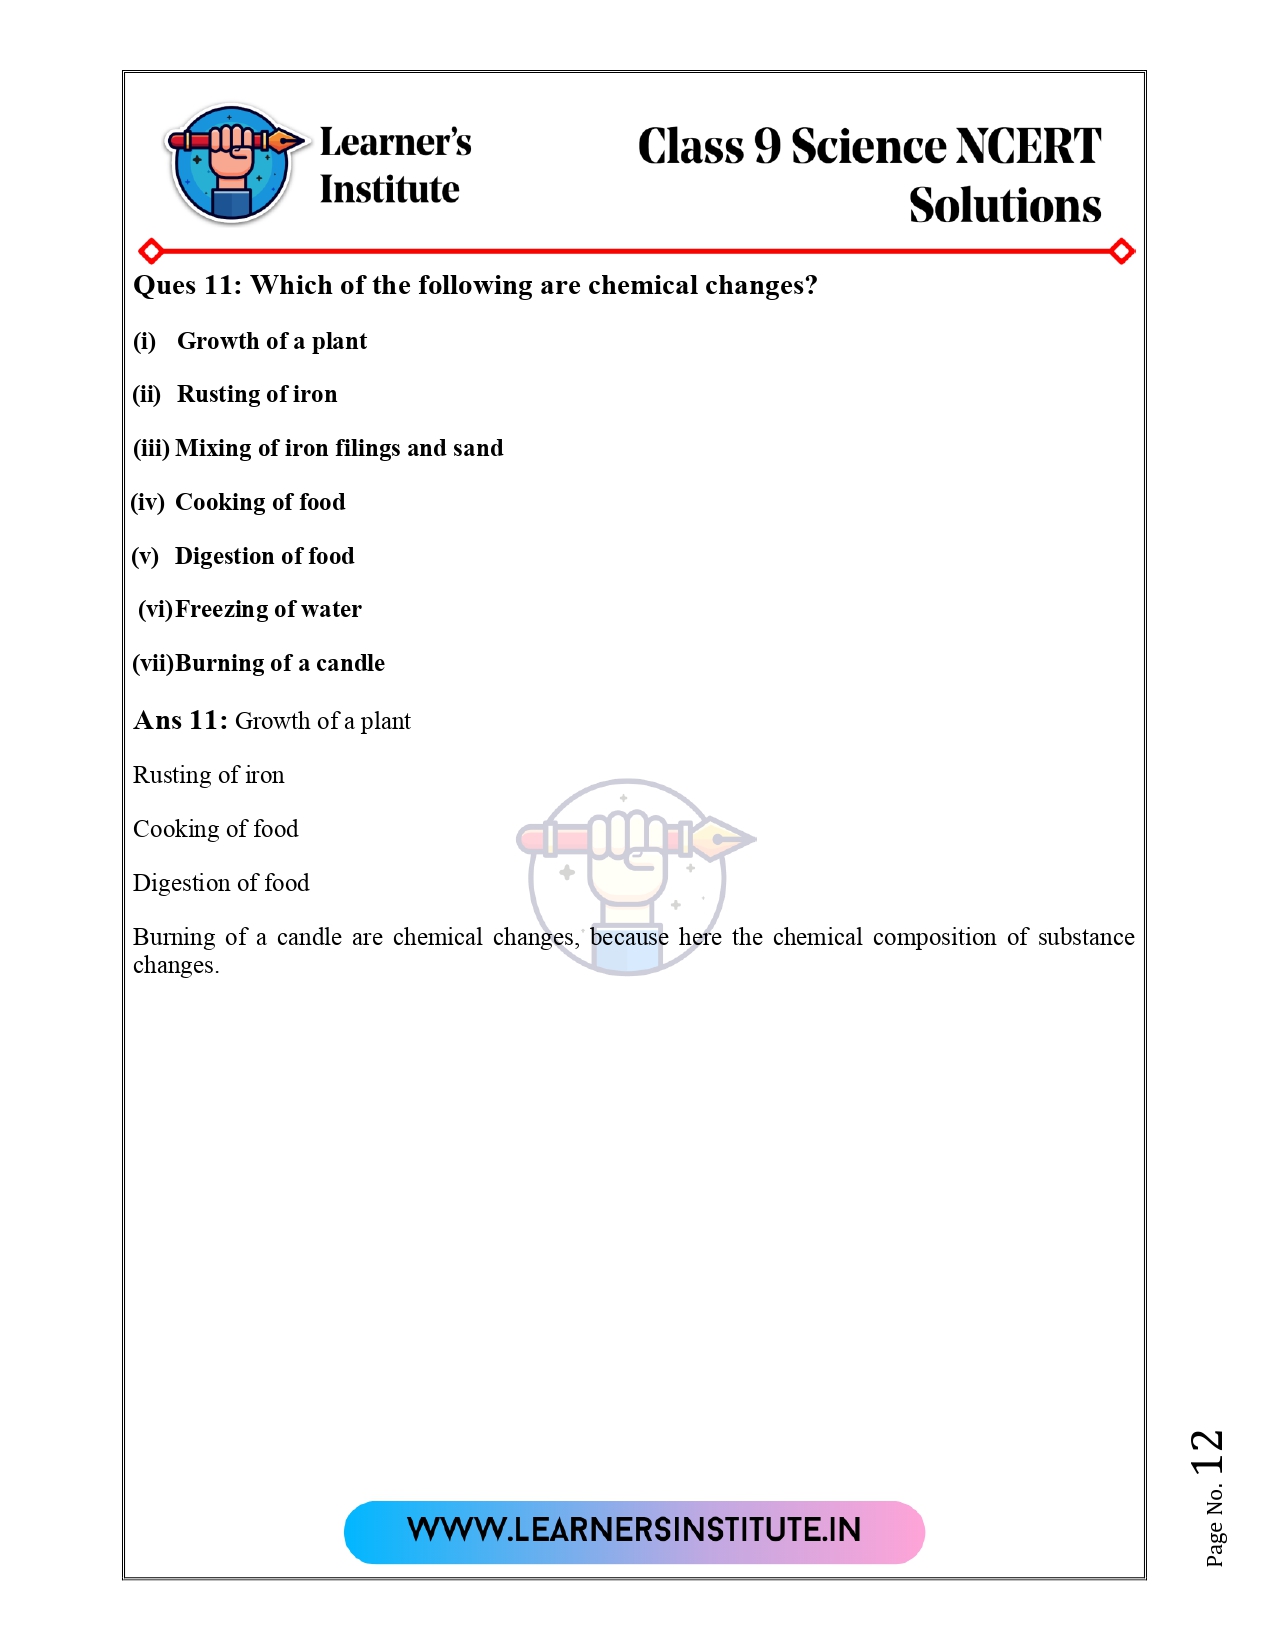 Learner's
Institute
Class 9 Science NCERT
Solutions
Ques 11: Which of the following are chemical changes?
(i) Growth of a plant
(ii) Rusting of iron
(iii) Mixing of iron filings and sand
(iv) Cooking of food
(v) Digestion of food
(vi) Freezing of water
(vii) Burning of a candle
Ans 11: Growth of a plant
Rusting of iron
Cooking of food
Digestion of food
Burning of a candle are chemical changes, because here the chemical composition of substance
changes.
Page No. 12
WWW.LEARNERSINSTITUTE.IN